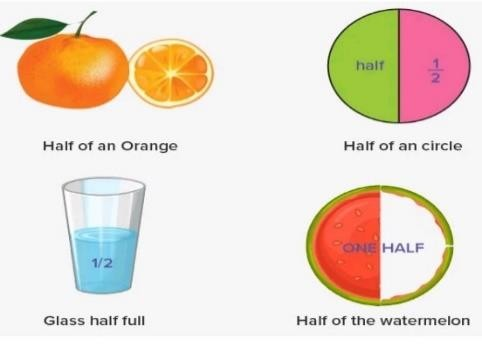 half
1/2
Half of an Orange
Half of an circle
1/2
ONE HALF
Glass half full
Half of the watermelon